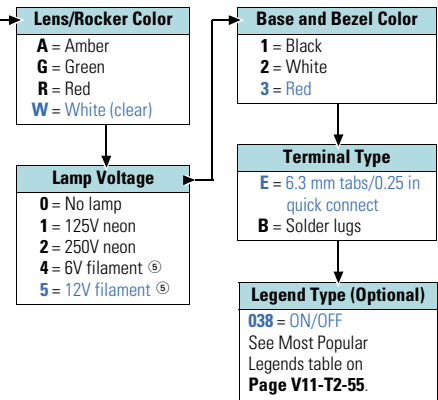 Lens/Rocker Color
A = Amber
G = Green
R = Red
W = White (clear)
Lamp Voltage
0 = No lamp
1 = 125V neon
2 = 250V neon
4 = 6V filament ⑤
5 = 12V filament ⑤
Base and Bezel Color
1 = Black
2 = White
3 = Red
Terminal Type
E = 6.3 mm tabs/0.25 in
quick connect
B = Solder lugs
Legend Type (Optional)
038 = ON/OFF
See Most Popular
Legends table on
Page V11-T2-55.